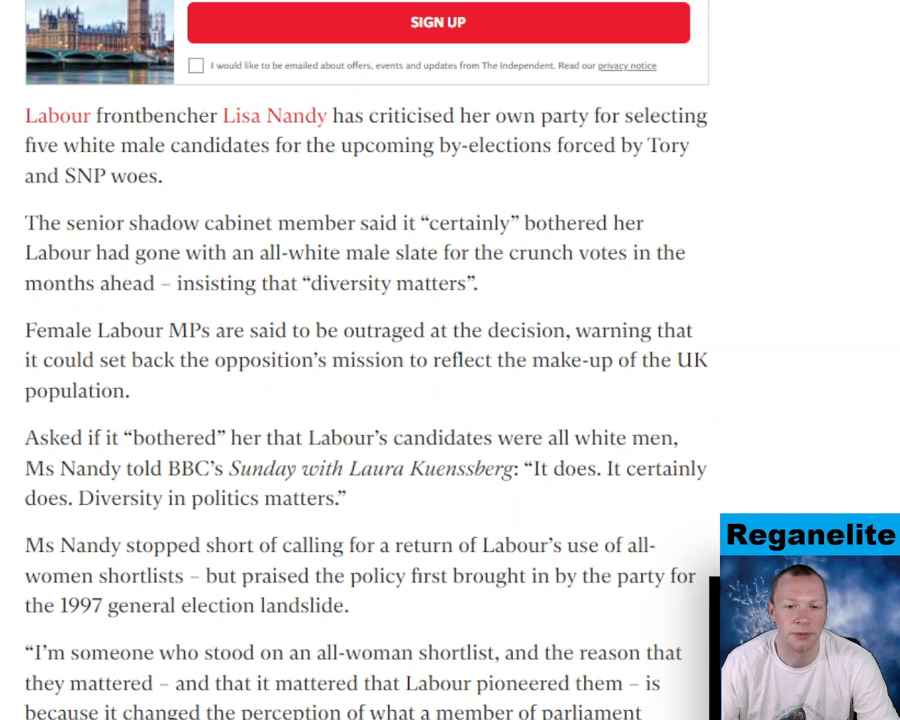 SIGN UP
I would like to be emailed about offers, events and updates from The Independent. Read our privacy notice
Labour frontbencher Lisa Nandy has criticised her own party for selecting
five white male candidates for the upcoming by-elections forced by Tory
and SNP woes.
The senior shadow cabinet member said it “certainly” bothered her
Labour had gone with an all-white male slate for the crunch votes in the
months ahead – insisting that “diversity matters”.
Female Labour MPs are said to be outraged at the decision, warning that
it could set back the opposition’s mission to reflect the make-up of the UK
population.
Asked if it “bothered” her that Labour’s candidates were all white men,
Ms Nandy told BBC’s Sunday with Laura Kuenssberg: “It does. It certainly
does. Diversity in politics matters.”
Ms Nandy stopped short of calling for a return of Labour’s use of all-
women shortlists – but praised the policy first brought in by the party for
the 1997 general election landslide.
“I’m someone who stood on an all-woman shortlist, and the reason that
they mattered – and that it mattered that Labour pioneered them – is
because it changed the perception of what a member of parliament
Reganelite